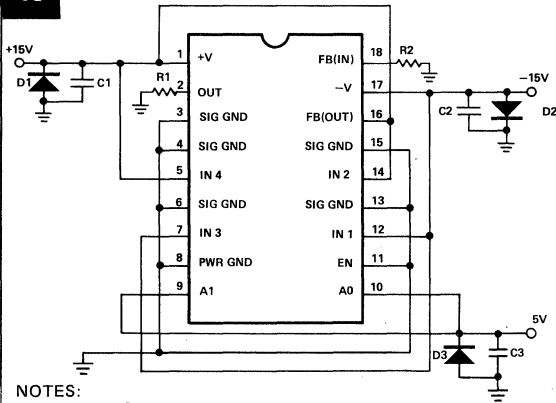 +15V
D1
C1
R1
1 +V
2 OUT
3 SIG GND
4 SIG GND
5 IN 4
6 SIG GND
7 IN 3
8 PWR GND
9 A1
FB(IN) 18
−V 17
FB(OUT) 16
SIG GND 15
IN 2 14
SIG GND 13
IN 1 12
EN 11
A0 10
R2
−15V
C2
D2
5V
D3
C3
NOTES: